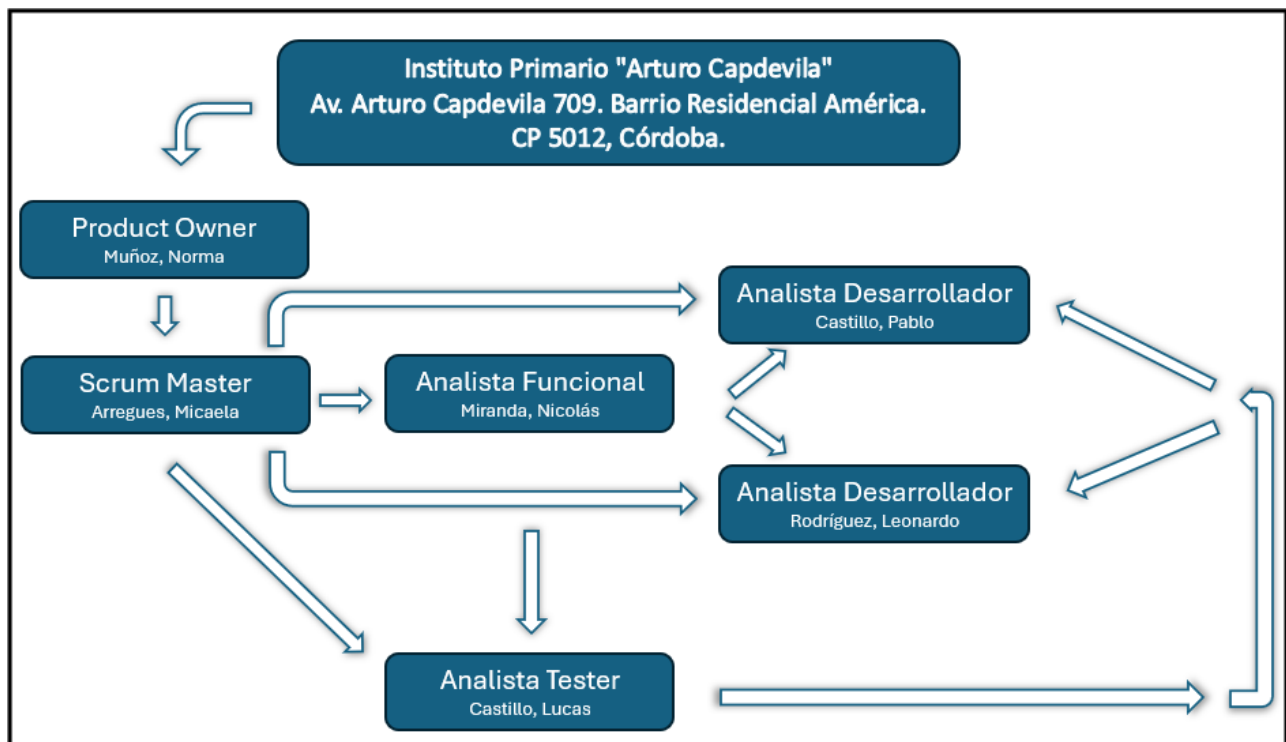 Instituto Primario "Arturo Capdevila"
Av. Arturo Capdevila 709. Barrio Residencial América.
CP 5012, Córdoba.
Product Owner
Muñoz, Norma
Analista Desarrollador
Castillo, Pablo
Scrum Master
Arregues, Micaela
Analista Funcional
Miranda, Nicolás
Analista Desarrollador
Rodríguez, Leonardo
Analista Tester
Castillo, Lucas